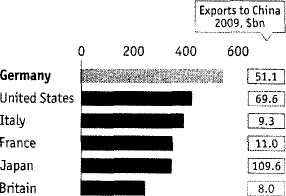 Exports to China
2009, $bn
0 200 400 600
Germany 51.1
United States 69.6
Italy 9.3
France 11.0
Japan 109.6
Britain 8.0